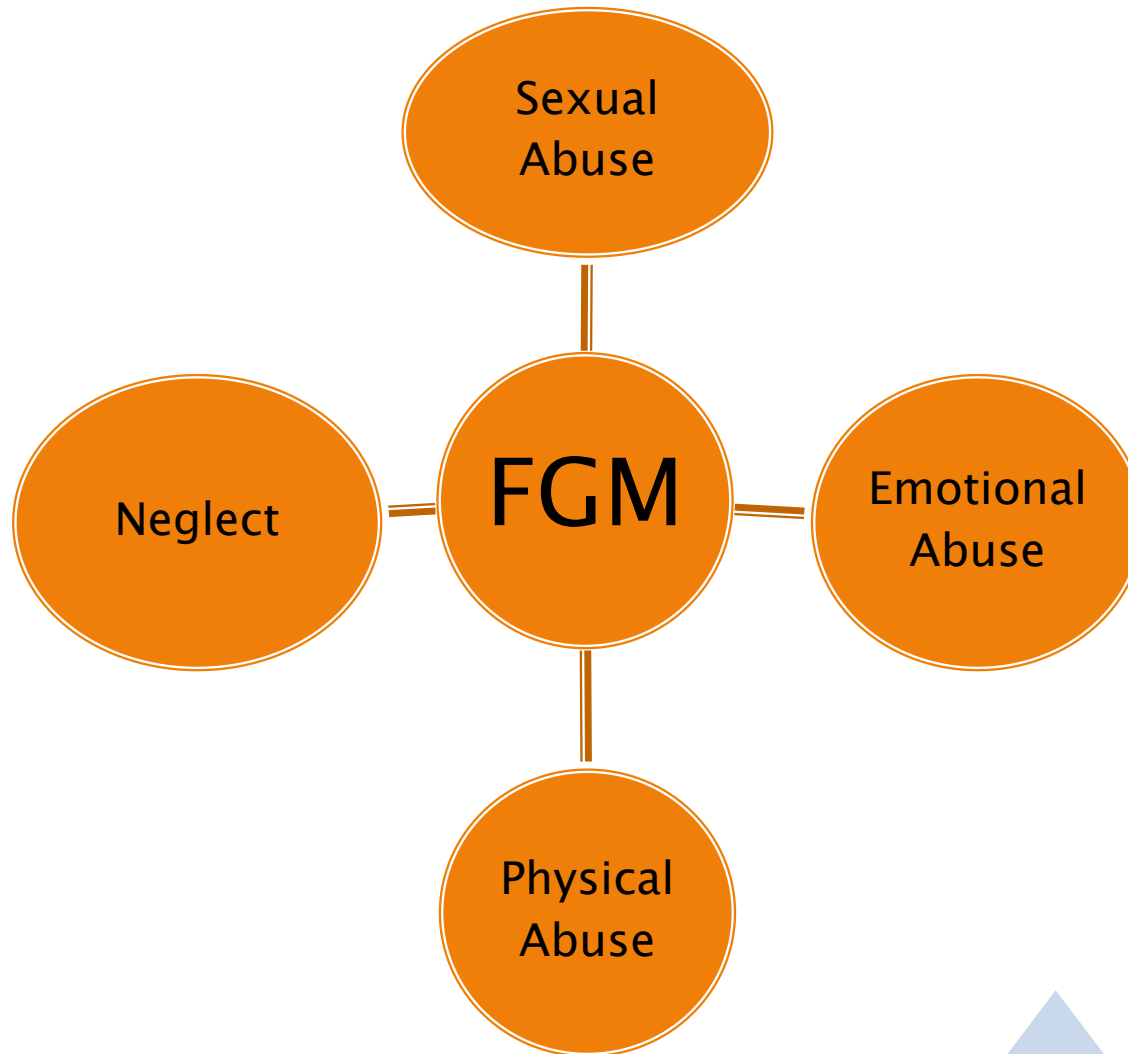 Sexual
Abuse
Neglect
FGM
Emotional
Abuse
Physical
Abuse